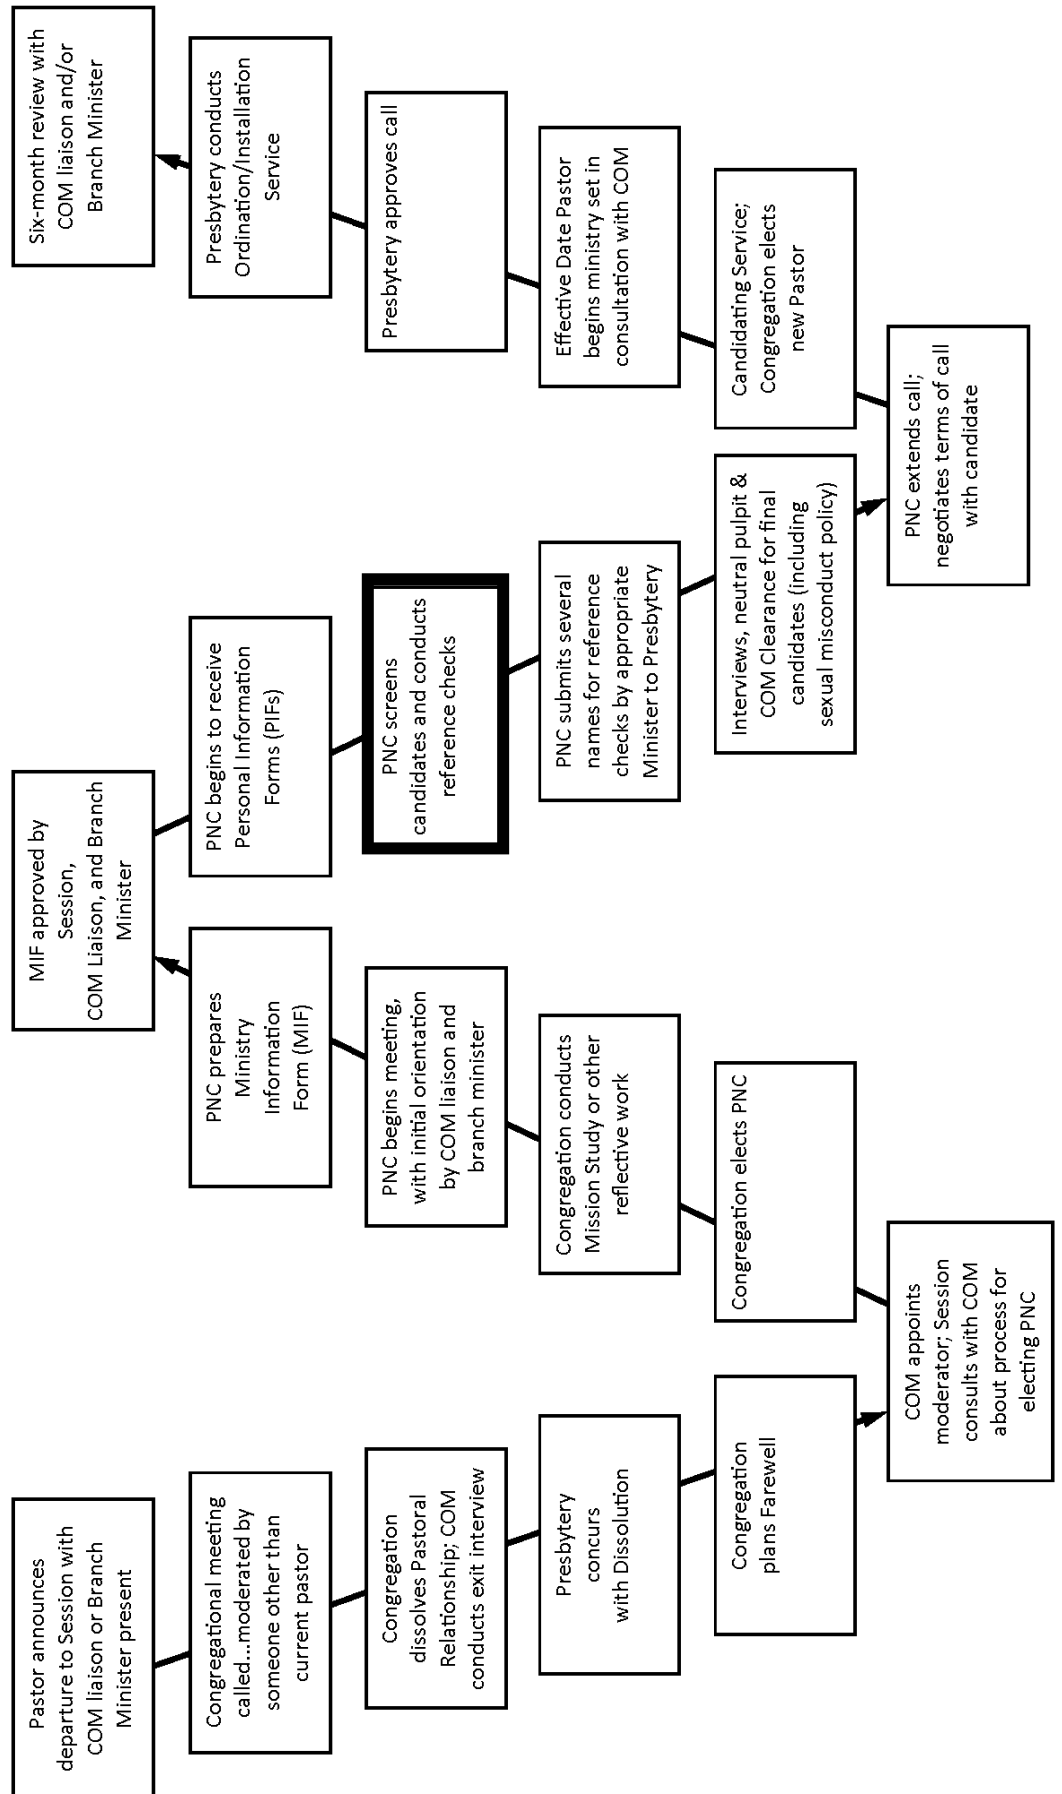 Pastor announces
departure to Session with
COM liaison or Branch
Minister present
Congregational meeting
called...moderated by
someone other than
current pastor
Congregation
dissolves Pastoral
Relationship; COM
conducts exit interview
Presbytery
concurs
with Dissolution
Congregation
plans Farewell
COM appoints
moderator; Session
consults with COM
about process for
electing PNC
Congregation elects PNC
Congregation conducts
Mission Study or other
reflective work
PNC begins meeting,
with initial orientation
by COM liaison and
branch minister
PNC prepares
Ministry
Information
Form (MIF)
MIF approved by
Session,
COM Liaison, and Branch
Minister
PNC begins to receive
Personal Information
Forms (PIFs)
PNC screens
candidates and conducts
reference checks
PNC submits several
names for reference
checks by appropriate
Minister to Presbytery
Interviews, neutral pulpit &
COM Clearance for final
candidates (including
sexual misconduct policy)
PNC extends call;
negotiates terms of call
with candidate
Candidating Service;
Congregation elects
new Pastor
Effective Date Pastor
begins ministry set in
consultation with COM
Presbytery approves call
Presbytery conducts
Ordination/Installation
Service
Six-month review with
COM liaison and/or
Branch Minister